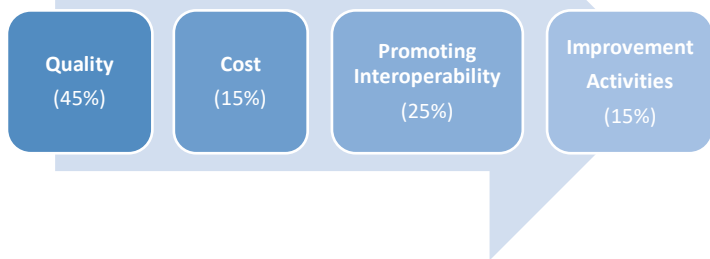 Quality
(45%)
Cost
(15%)
Promoting
Interoperability
(25%)
Improvement
Activities
(15%)